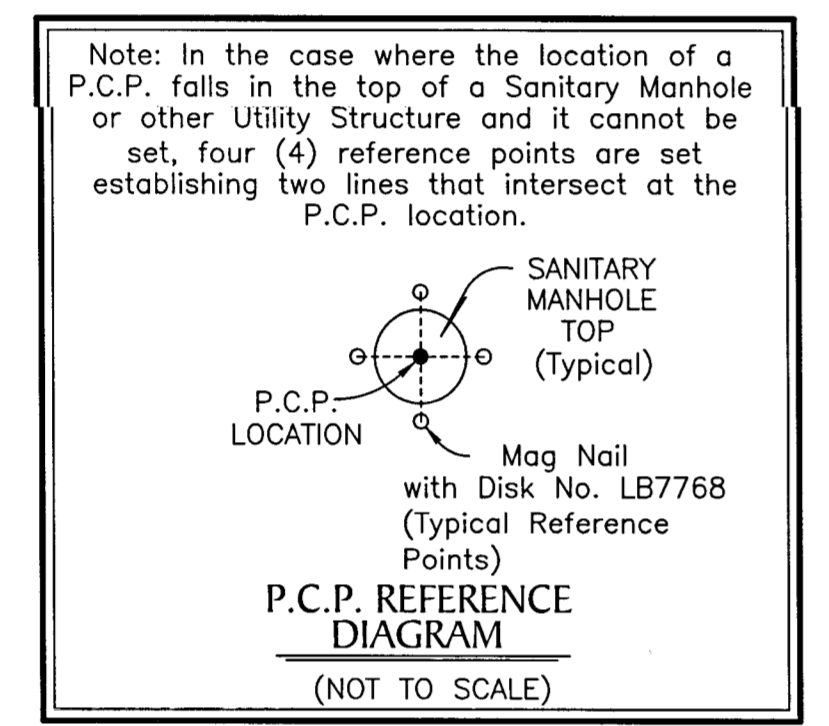 Note: In the case where the location of a
P.C.P. falls in the top of a Sanitary Manhole
or other Utility Structure and it cannot be
set, four (4) reference points are set
establishing two lines that intersect at the
P.C.P. location.
SANITARY
MANHOLE
TOP
(Typical)
P.C.P.
LOCATION
Mag Nail
with Disk No. LB7768
(Typical Reference
Points)
P.C.P. REFERENCE
DIAGRAM
(NOT TO SCALE)